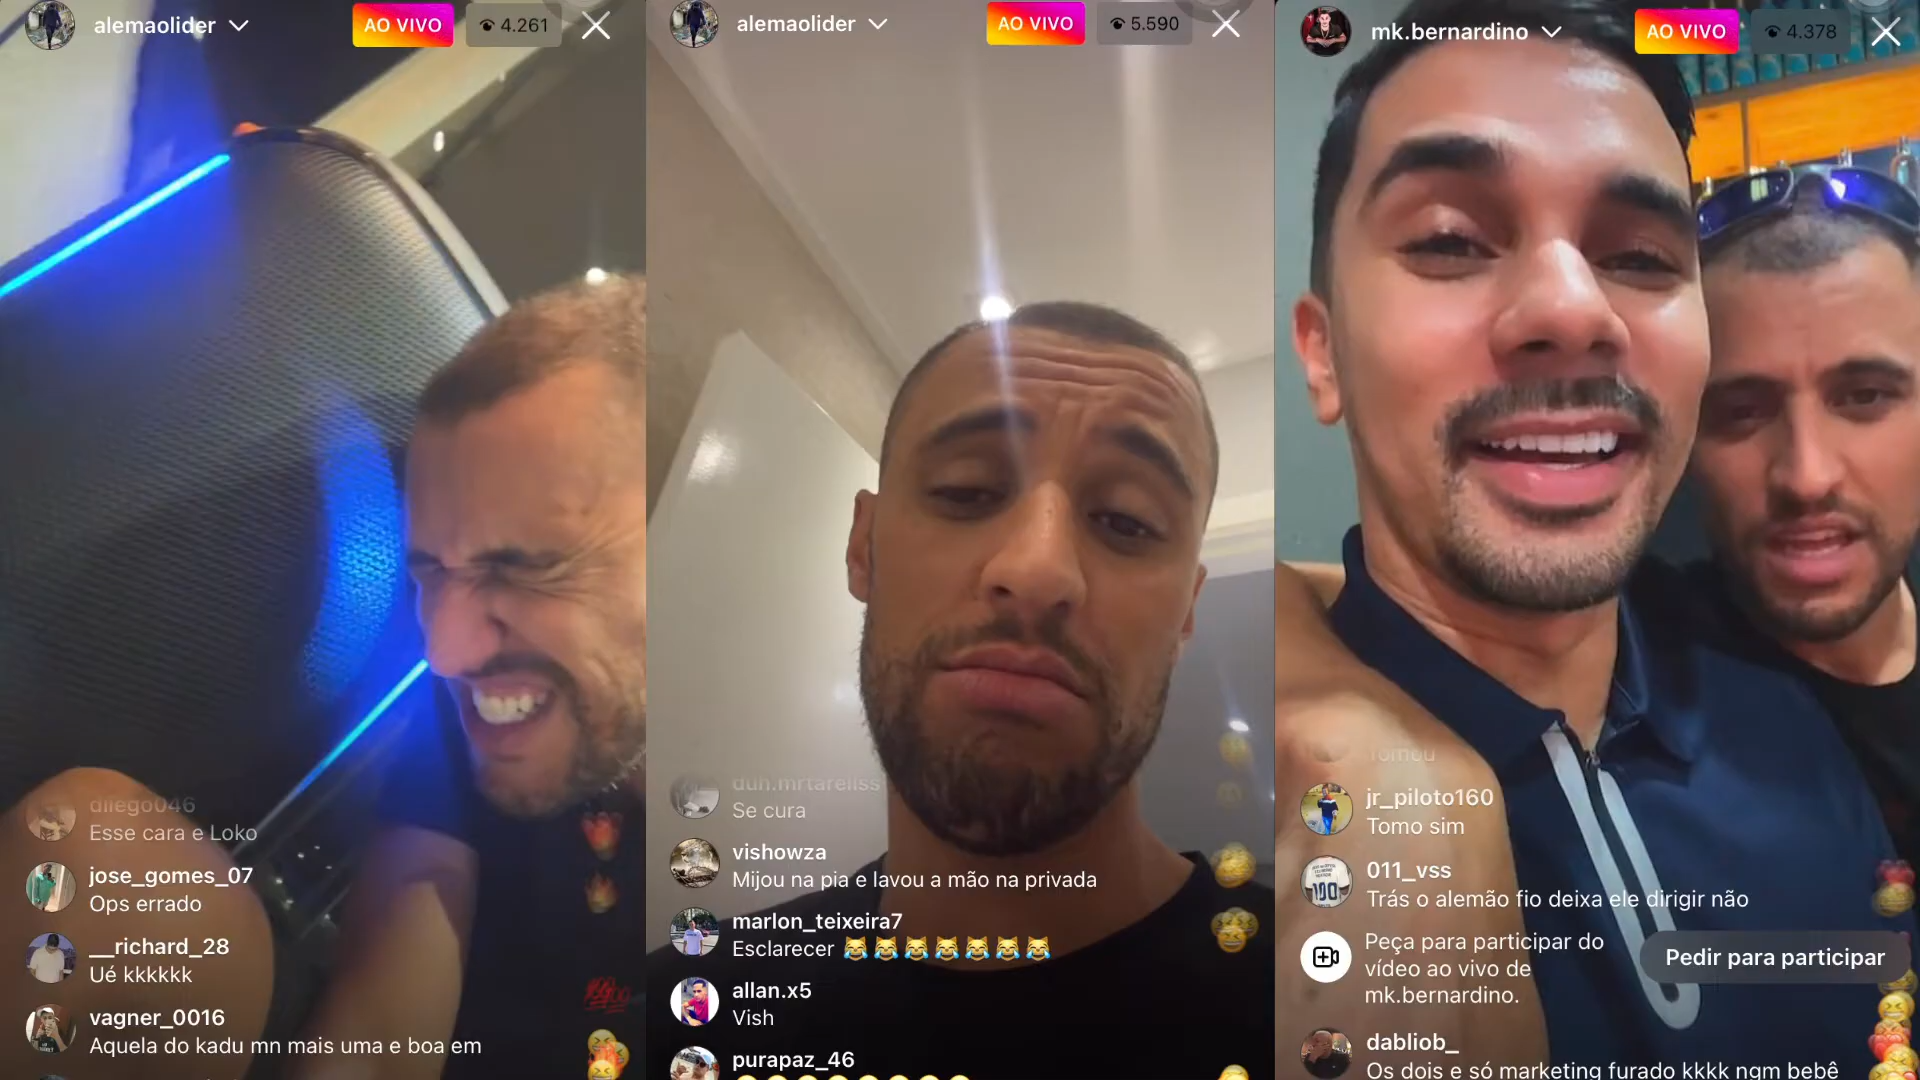 alemaolider
AO VIVO
4.261
diiego046
Esse cara e Loko
jose_gomes_07
Ops errado
__richard_28
Ué kkkkkk
vagner_0016
Aquela do kadu mn mais uma e boa em
alemaolider
AO VIVO
5.590
duh.mrtareliss
Se cura
vishowza
Mijou na pia e lavou a mão na privada
marlon_teixeira7
Esclarecer 😹😹😹😹😹😹😹
allan.x5
Vish
purapaz_46
mk.bernardino
AO VIVO
4.378
Tomou
jr_piloto160
Tomo sim
011_vss
Trás o alemão fio deixa ele dirigir não
Peça para participar do
vídeo ao vivo de
mk.bernardino.
Pedir para participar
dabliob_
Os dois e só marketing furado kkkk ngm bebê